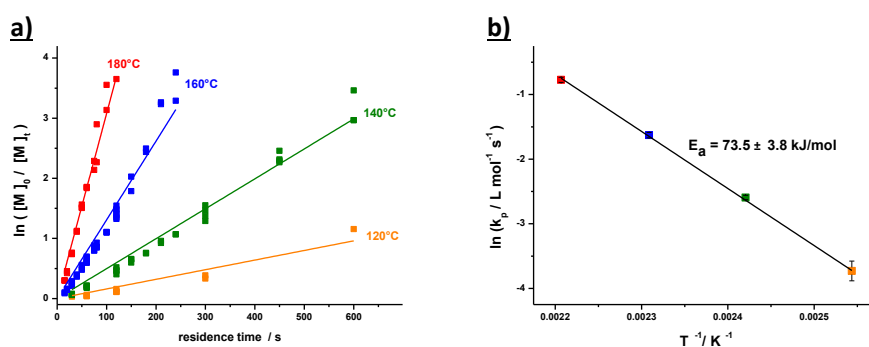 a)
ln ( [M ]0 / [M ]t )
4
3
2
1
0
0 100 200 300 400 500 600
residence time / s
180°C
160°C
140°C
120°C
b)
ln (kp / L mol-1 s-1)
-1
-2
-3
-4
0.0022 0.0023 0.0024 0.0025
T -1/ K-1
Ea = 73.5 ± 3.8 kJ/mol